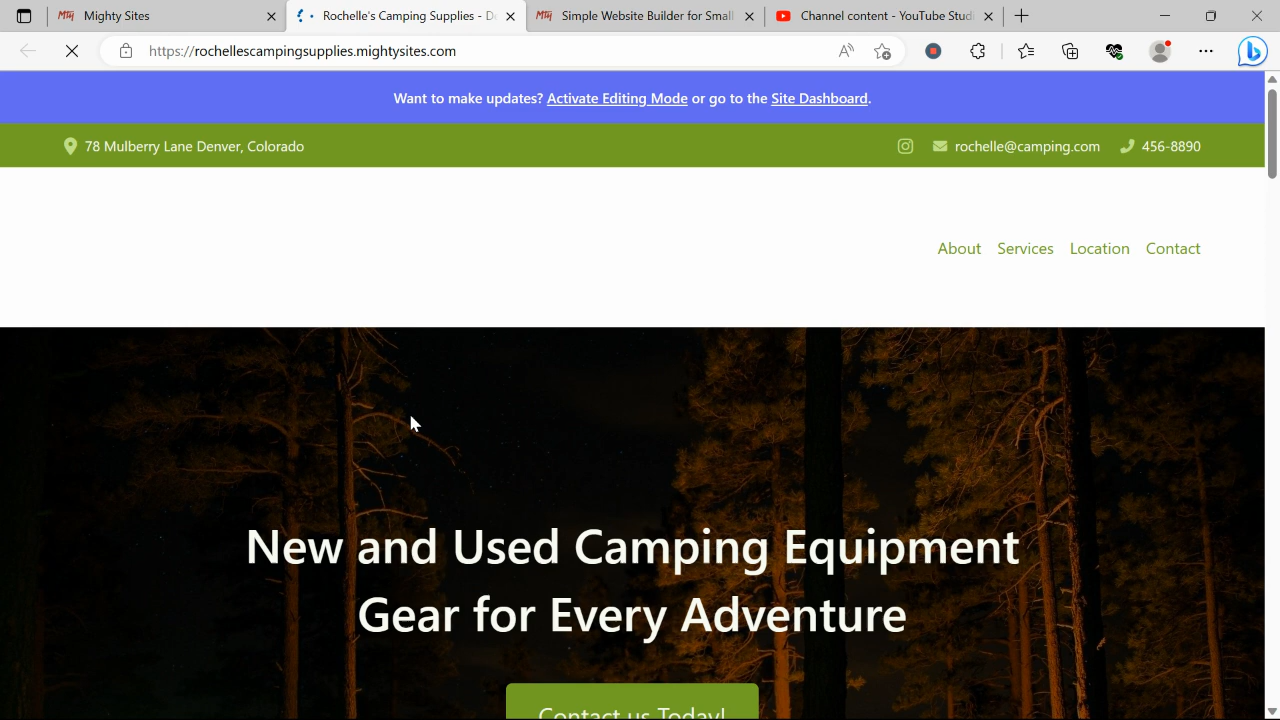 Mighty Sites
Rochelle's Camping Supplies - De
Simple Website Builder for Small
Channel content - YouTube Studi
https://rochellescampingsupplies.mightysites.com
Want to make updates? Activate Editing Mode or go to the Site Dashboard.
78 Mulberry Lane Denver, Colorado
rochelle@camping.com
456-8890
About
Services
Location
Contact
New and Used Camping Equipment
Gear for Every Adventure
Contact us Today!